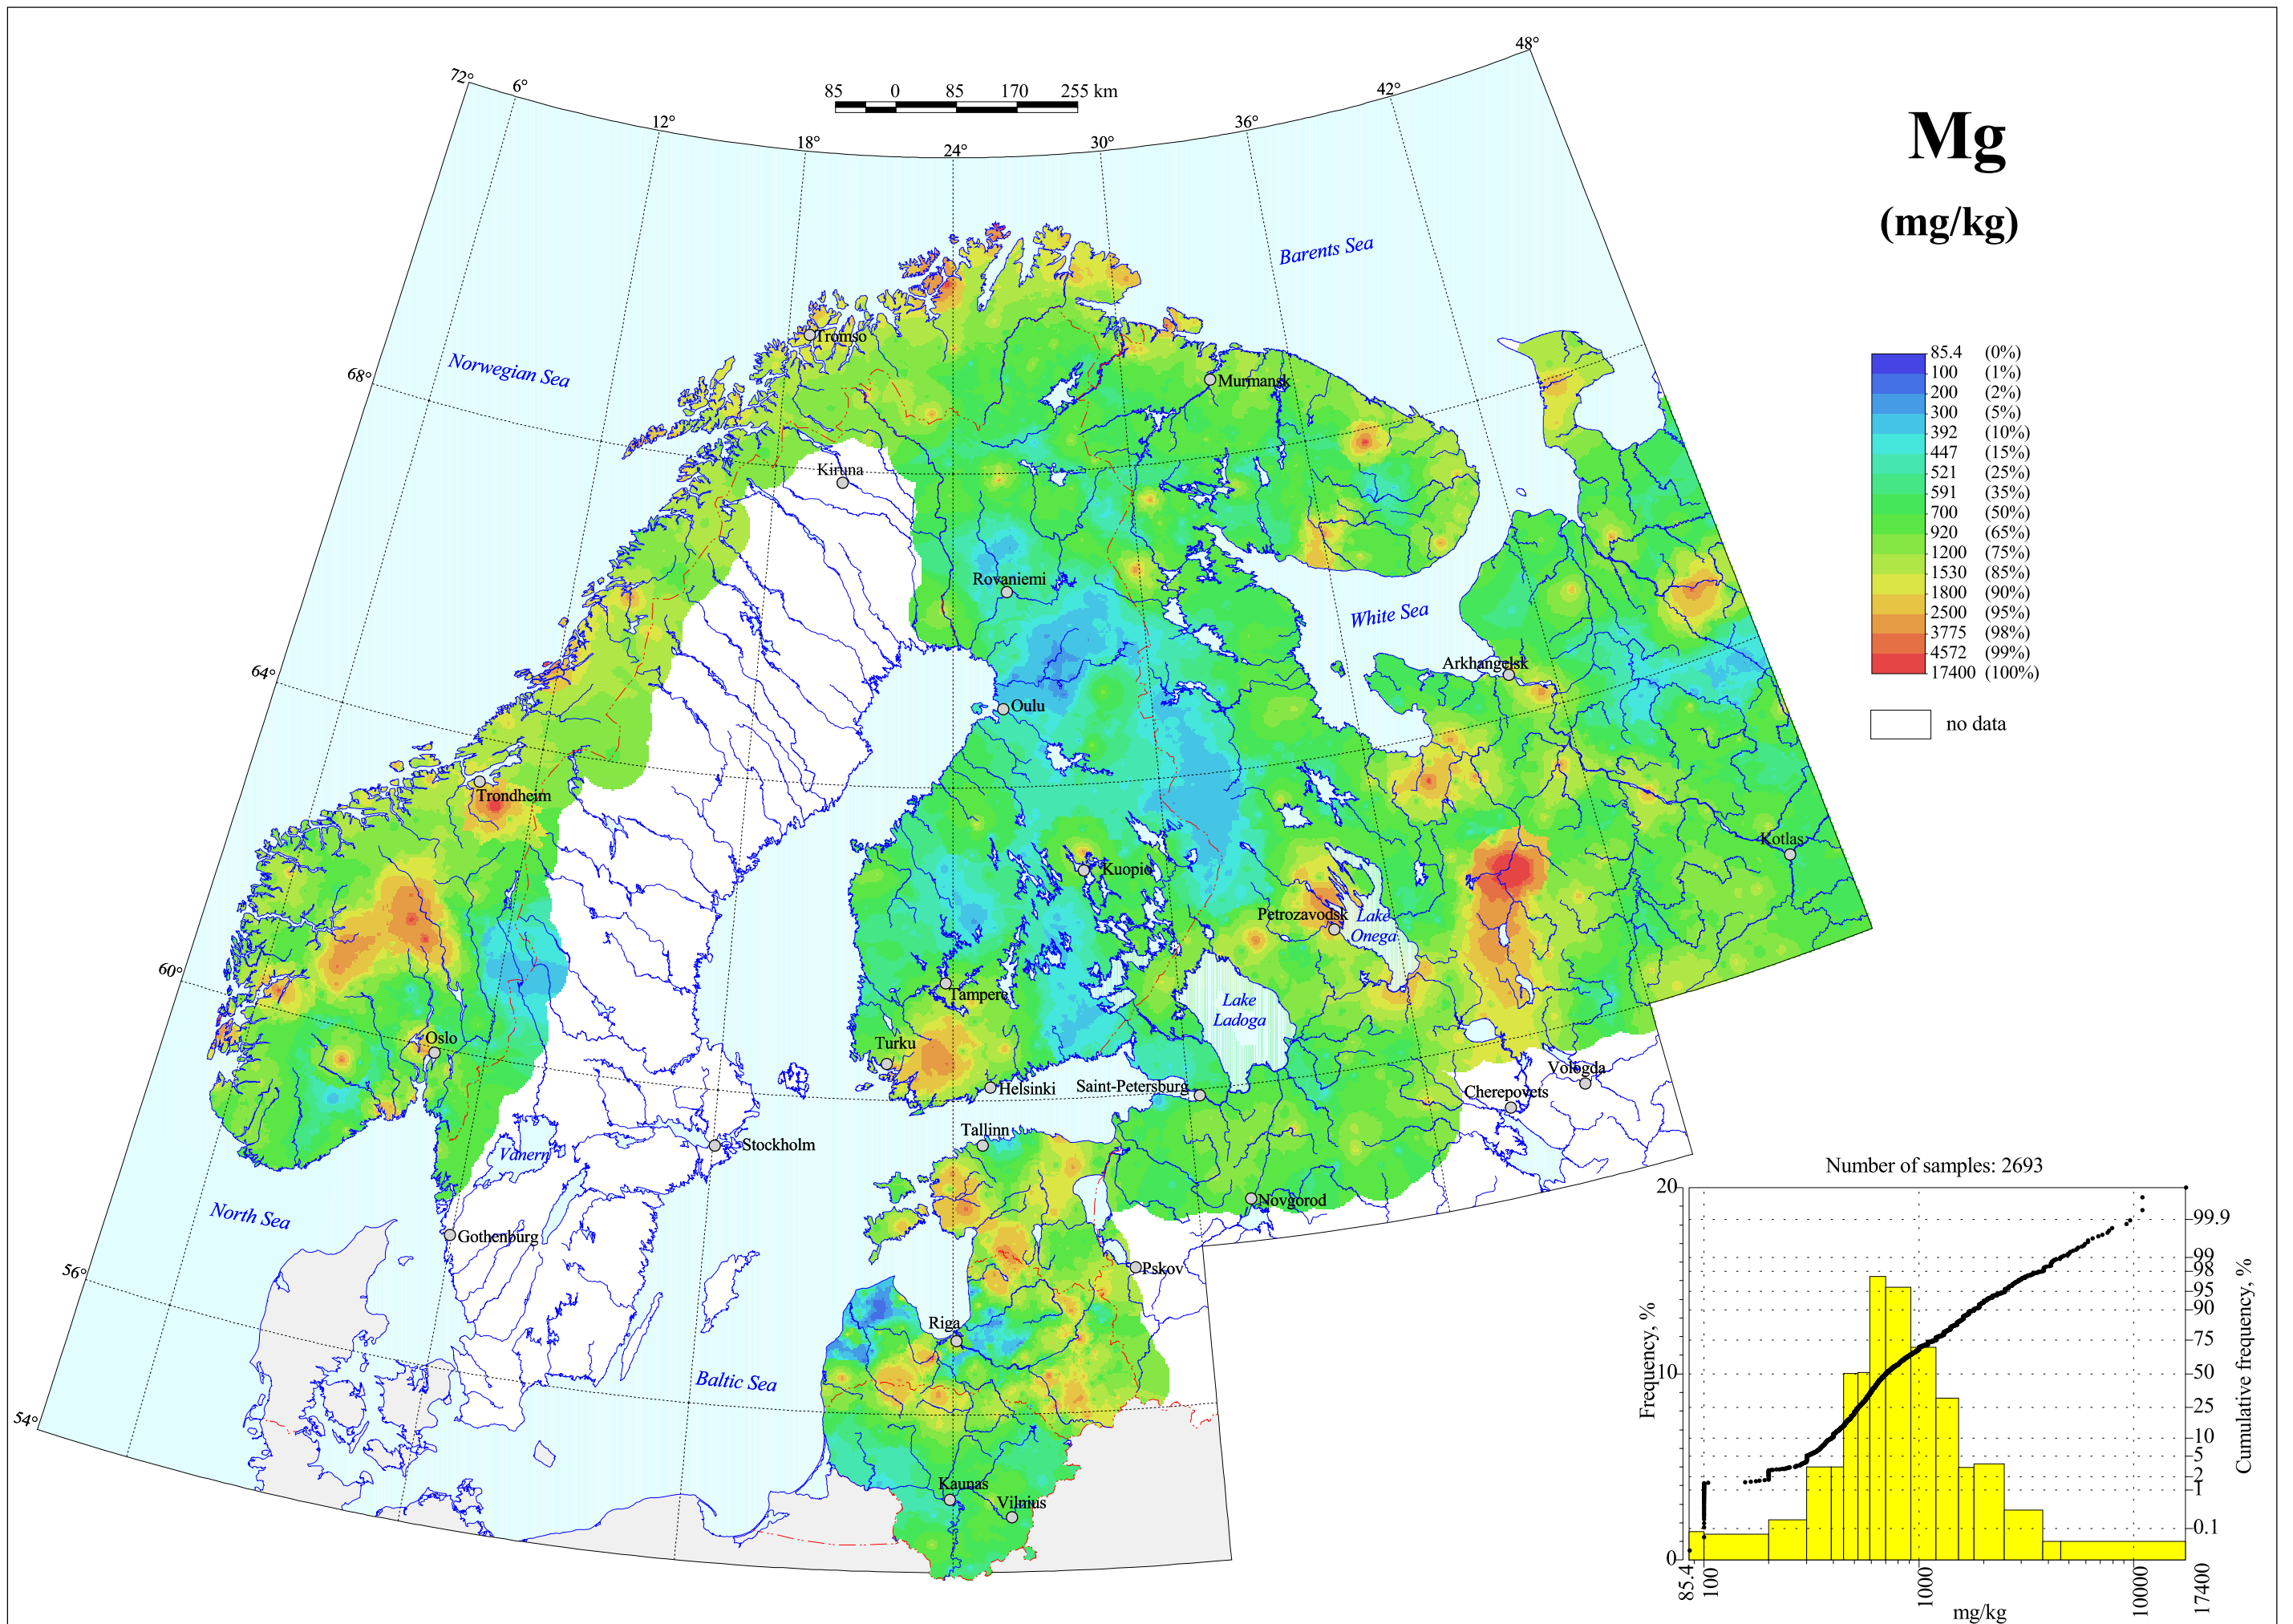 48°
72°
6°
42°
85 0 85 170 255 km
12°
36°
18°
30°
24°
Mg
(mg/kg)
Barents Sea
Tromso
Norwegian Sea
68°
Murmansk
85.4 (0%)
100 (1%)
200 (2%)
300 (5%)
392 (10%)
447 (15%)
521 (25%)
591 (35%)
700 (50%)
920 (65%)
1200 (75%)
1530 (85%)
1800 (90%)
2500 (95%)
3775 (98%)
4572 (99%)
17400 (100%)
no data
Kiruna
Rovaniemi
White Sea
Arkhangelsk
64°
Oulu
Trondheim
Kotlas
Kuopio
Petrozavodsk
Lake
Onega
60°
Tampere
Lake
Ladoga
Oslo
Turku
Helsinki
Saint-Petersburg
Vologda
Cherepovets
Tallinn
Stockholm
Vanern
Novgorod
North Sea
Gothenburg
Pskov
56°
Riga
Baltic Sea
54°
Kaunas
Vilnius
Number of samples: 2693
20
10
0
Frequency, %
99.9
99
98
95
90
75
50
25
10
5
2
1
0.1
Cumulative frequency, %
85.4
100
1000
10000
17400
mg/kg